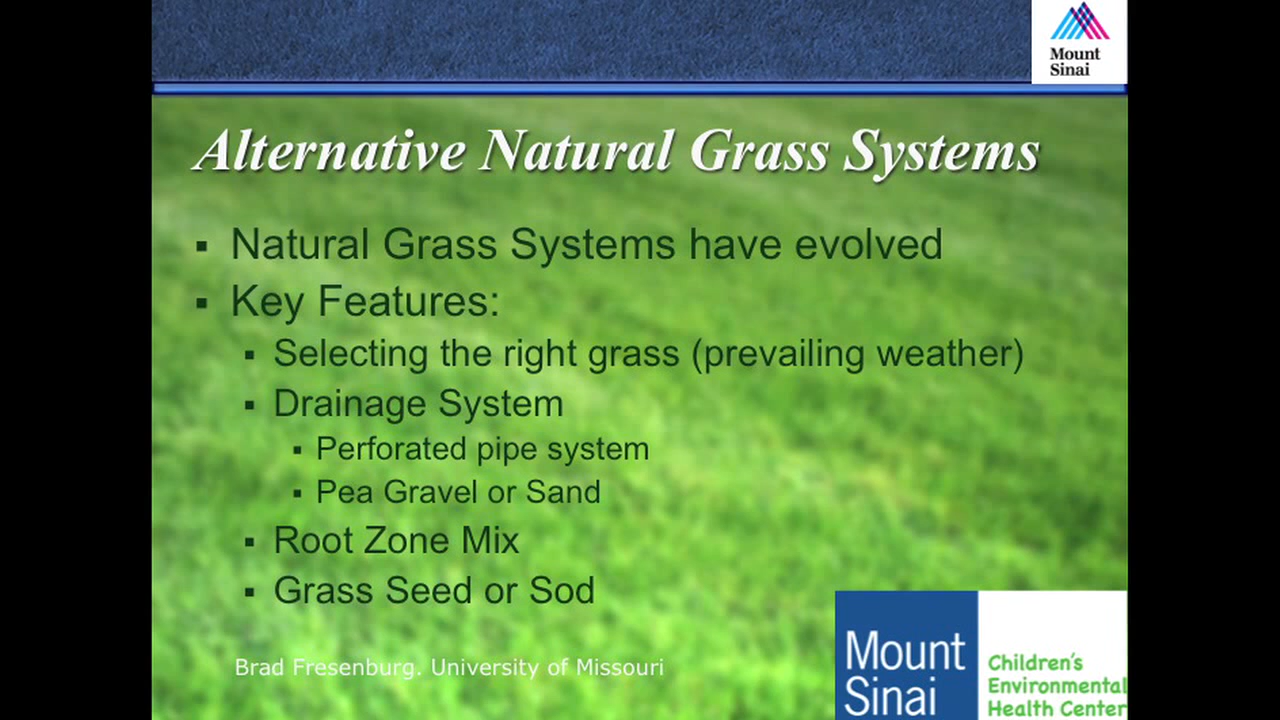 Mount
Sinai
Alternative Natural Grass Systems
▪ Natural Grass Systems have evolved
▪ Key Features:
▪ Selecting the right grass (prevailing weather)
▪ Drainage System
▪ Perforated pipe system
▪ Pea Gravel or Sand
▪ Root Zone Mix
▪ Grass Seed or Sod
Brad Fresenburg. University of Missouri
Mount
Sinai
Children's
Environmental
Health Center